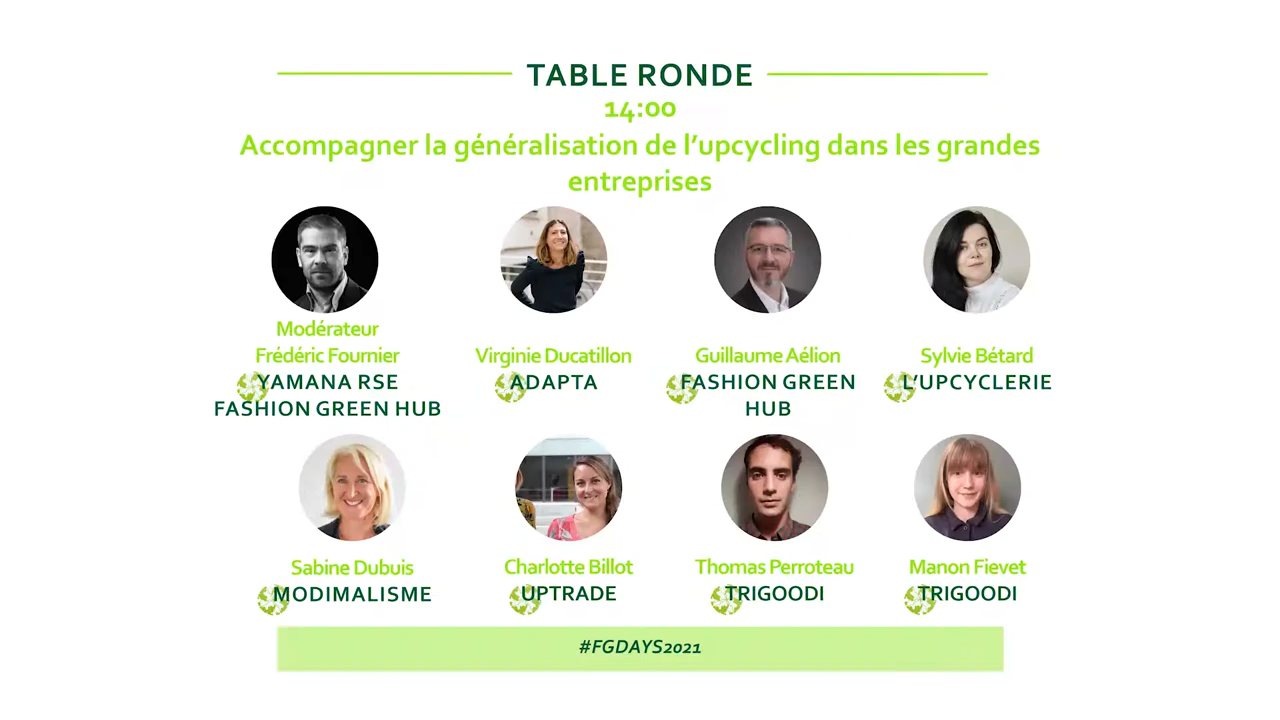 TABLE RONDE
14:00
Accompagner la généralisation de l’upcycling dans les grandes
entreprises
Modérateur
Frédéric Fournier
YAMANA RSE
FASHION GREEN HUB
Virginie Ducatillon
ADAPTA
Guillaume Aélion
FASHION GREEN
HUB
Sylvie Bétard
L’UPCYCLERIE
Sabine Dubuis
MODIMALISME
Charlotte Billot
UPTRADE
Thomas Perroteau
TRIGOODI
Manon Fievet
TRIGOODI
#FGDAYS2021